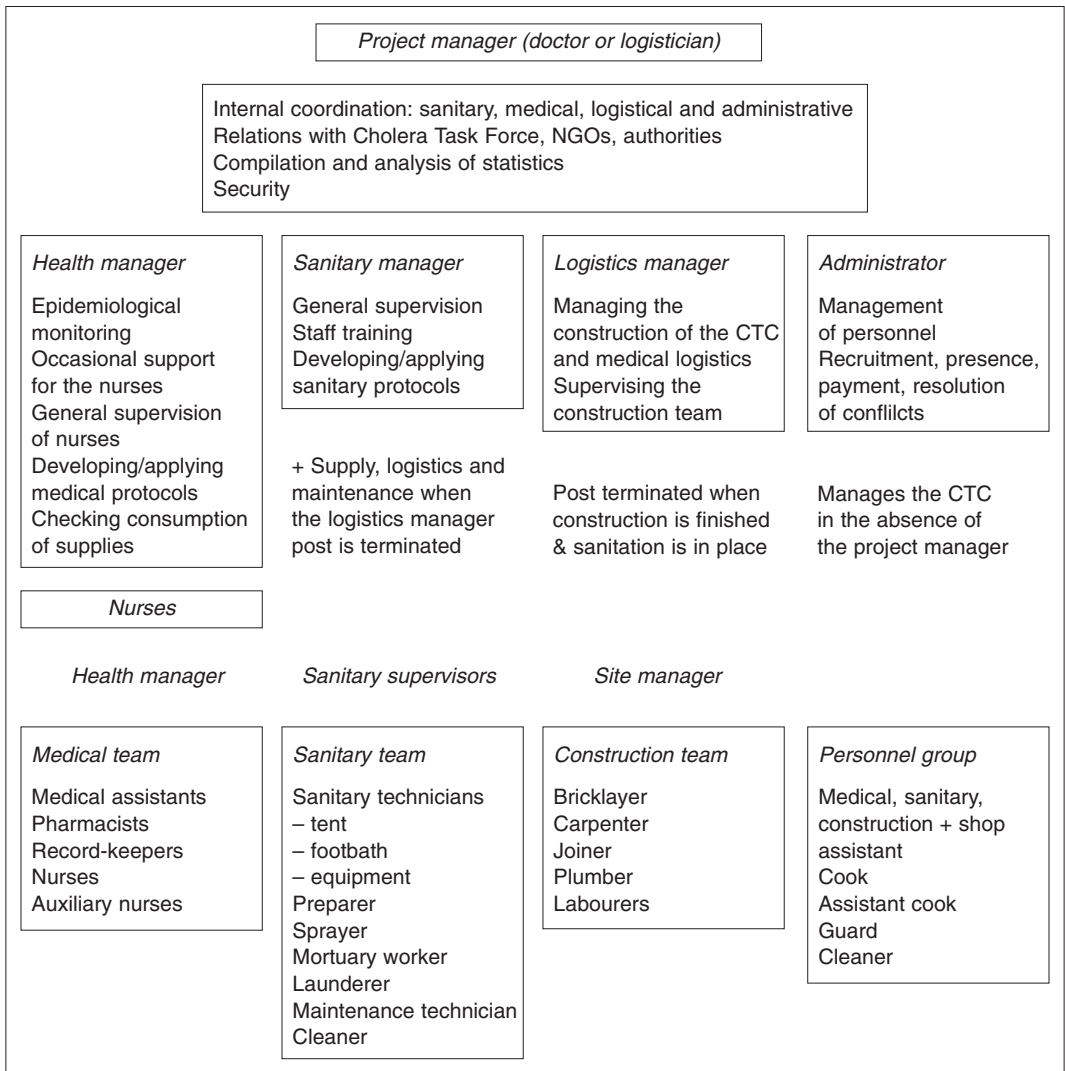 Project manager (doctor or logistician)
Internal coordination: sanitary, medical, logistical and administrative
Relations with Cholera Task Force, NGOs, authorities
Compilation and analysis of statistics
Security
Health manager
Epidemiological
monitoring
Occasional support
for the nurses
General supervision
of nurses
Developing/applying
medical protocols
Checking consumption
of supplies
Sanitary manager
General supervision
Staff training
Developing/applying
sanitary protocols
+ Supply, logistics and
maintenance when
the logistics manager
post is terminated
Logistics manager
Managing the
construction of the CTC
and medical logistics
Supervising the
construction team
Post terminated when
construction is finished
& sanitation is in place
Administrator
Management
of personnel
Recruitment, presence,
payment, resolution
of conflilcts
Manages the CTC
in the absence of
the project manager
Nurses
Health manager
Sanitary supervisors
Site manager
Medical team
Medical assistants
Pharmacists
Record-keepers
Nurses
Auxiliary nurses
Sanitary team
Sanitary technicians
– tent
– footbath
– equipment
Preparer
Sprayer
Mortuary worker
Launderer
Maintenance technician
Cleaner
Construction team
Bricklayer
Carpenter
Joiner
Plumber
Labourers
Personnel group
Medical, sanitary,
construction + shop
assistant
Cook
Assistant cook
Guard
Cleaner